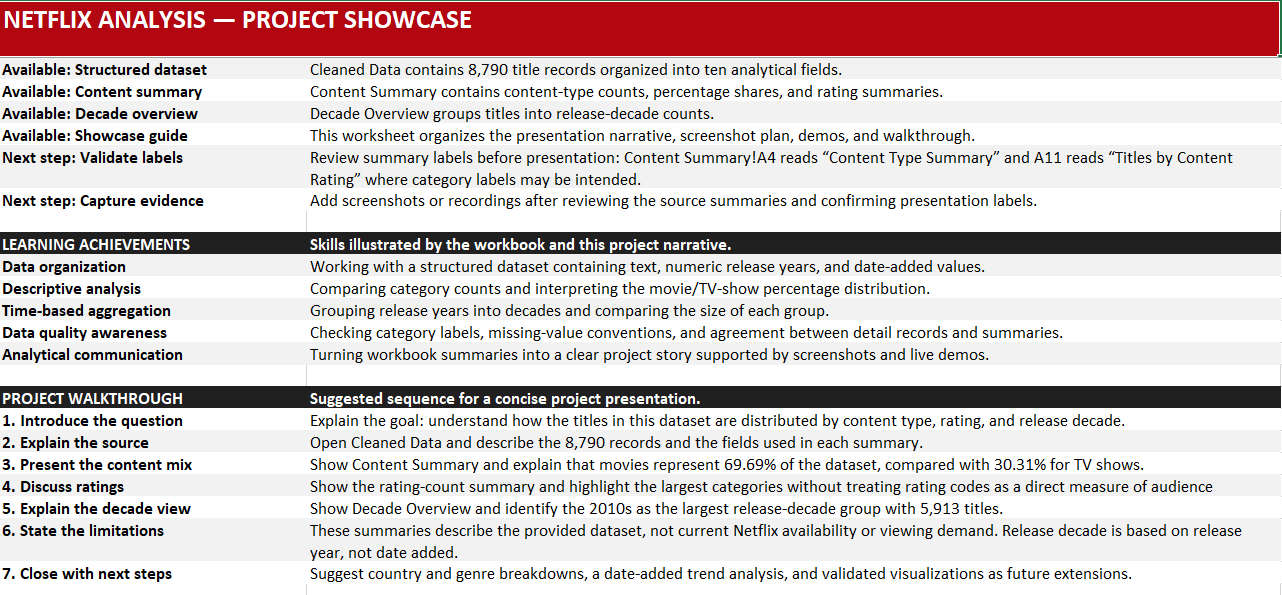 NETFLIX ANALYSIS — PROJECT SHOWCASE
Available: Structured dataset Cleaned Data contains 8,790 title records organized into ten analytical fields.
Available: Content summary Content Summary contains content-type counts, percentage shares, and rating summaries.
Available: Decade overview Decade Overview groups titles into release-decade counts.
Available: Showcase guide This worksheet organizes the presentation narrative, screenshot plan, demos, and walkthrough.
Next step: Validate labels Review summary labels before presentation: Content Summary!A4 reads “Content Type Summary” and A11 reads “Titles by Content
Rating” where category labels may be intended.
Next step: Capture evidence Add screenshots or recordings after reviewing the source summaries and confirming presentation labels.
LEARNING ACHIEVEMENTS Skills illustrated by the workbook and this project narrative.
Data organization Working with a structured dataset containing text, numeric release years, and date-added values.
Descriptive analysis Comparing category counts and interpreting the movie/TV-show percentage distribution.
Time-based aggregation Grouping release years into decades and comparing the size of each group.
Data quality awareness Checking category labels, missing-value conventions, and agreement between detail records and summaries.
Analytical communication Turning workbook summaries into a clear project story supported by screenshots and live demos.
PROJECT WALKTHROUGH Suggested sequence for a concise project presentation.
1. Introduce the question Explain the goal: understand how the titles in this dataset are distributed by content type, rating, and release decade.
2. Explain the source Open Cleaned Data and describe the 8,790 records and the fields used in each summary.
3. Present the content mix Show Content Summary and explain that movies represent 69.69% of the dataset, compared with 30.31% for TV shows.
4. Discuss ratings Show the rating-count summary and highlight the largest categories without treating rating codes as a direct measure of audience
5. Explain the decade view Show Decade Overview and identify the 2010s as the largest release-decade group with 5,913 titles.
6. State the limitations These summaries describe the provided dataset, not current Netflix availability or viewing demand. Release decade is based on release
year, not date added.
7. Close with next steps Suggest country and genre breakdowns, a date-added trend analysis, and validated visualizations as future extensions.